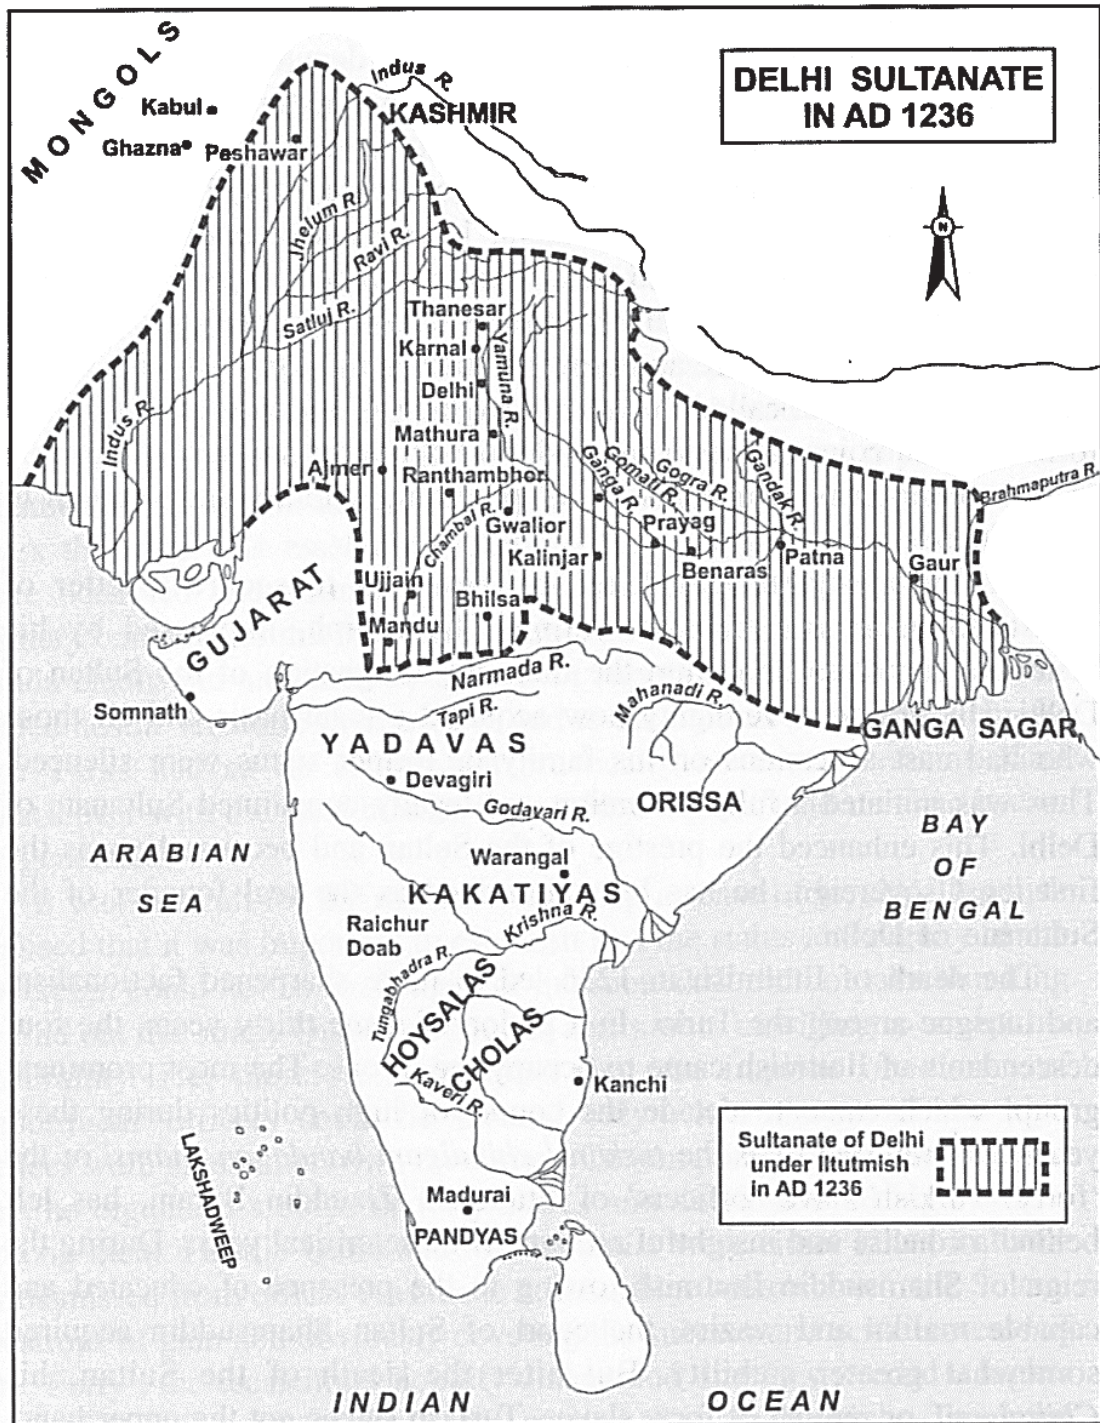 DELHI SULTANATE
IN AD 1236
MONGOLS
Kabul
Ghazna
Peshawar
Indus R.
KASHMIR
N
Jhelum R.
Ravi R.
Satluj R.
Thanesar
Karnal
Yamuna R.
Delhi
Mathura
Indus R.
Ajmer
Ranthambhor
Ganga R.
Gomati R.
Gogra R.
Gandak R.
Brahmaputra R.
Chambal R.
Gwalior
Prayag
Kalinjar
Benaras
Patna
Gaur
Ujjain
Bhilsa
Mandu
GUJARAT
Somnath
Narmada R.
Tapi R.
Mahanadi R.
GANGA SAGAR
YADAVAS
Devagiri
ORISSA
Godavari R.
ARABIAN
SEA
BAY
OF
BENGAL
Warangal
KAKATIYAS
Raichur
Doab
Krishna R.
Tungabhadra R.
HOYSALAS
CHOLAS
Kaveri R.
Kanchi
LAKSHADWEEP
Madurai
PANDYAS
Sultanate of Delhi
under IItutmish
in AD 1236
INDIAN OCEAN